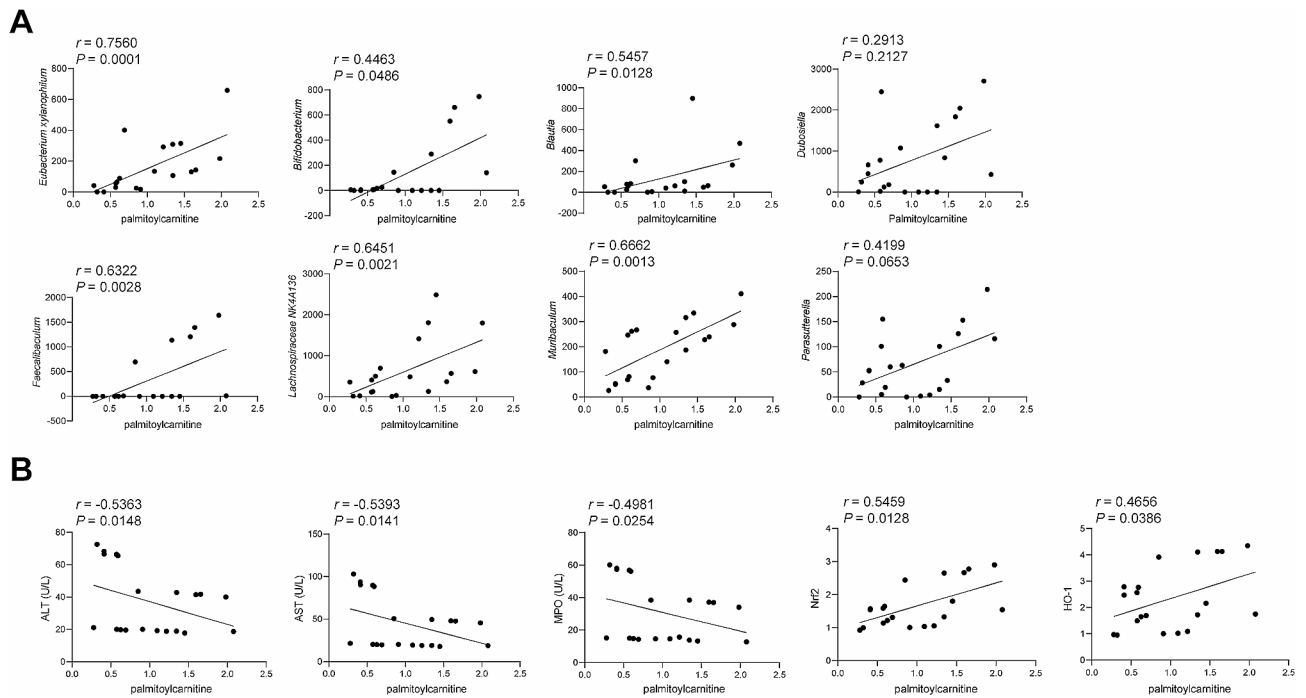 A
r = 0.7560
P = 0.0001
800
600
400
200
0
0.0 0.5 1.0 1.5 2.0 2.5
Eubacterium xylanophilum
palmitoylcarnitine
r = 0.4463
P = 0.0486
800
600
400
200
0
-200
0.0 0.5 1.0 1.5 2.0 2.5
Bifidobacterium
palmitoylcarnitine
r = 0.5457
P = 0.0128
1000
800
600
400
200
0
-200
0.0 0.5 1.0 1.5 2.0 2.5
Blautia
palmitoylcarnitine
r = 0.2913
P = 0.2127
3000
2000
1000
0
0.0 0.5 1.0 1.5 2.0 2.5
Dubosiella
Palmitoylcarnitine
r = 0.6322
P = 0.0028
2000
1500
1000
500
0
-500
0.0 0.5 1.0 1.5 2.0 2.5
Faecalibaculum
palmitoylcarnitine
r = 0.6451
P = 0.0021
3000
2000
1000
0
0.0 0.5 1.0 1.5 2.0 2.5
Lachnospiraceae NK4A136
palmitoylcarnitine
r = 0.6662
P = 0.0013
500
400
300
200
100
0
0.0 0.5 1.0 1.5 2.0 2.5
Muribaculum
palmitoylcarnitine
r = 0.4199
P = 0.0653
250
200
150
100
50
0
0.0 0.5 1.0 1.5 2.0 2.5
Parasutterella
palmitoylcarnitine
B
r = -0.5363
P = 0.0148
80
60
40
20
0
0.0 0.5 1.0 1.5 2.0 2.5
ALT (U/L)
palmitoylcarnitine
r = -0.5393
P = 0.0141
150
100
50
0
0.0 0.5 1.0 1.5 2.0 2.5
AST (U/L)
palmitoylcarnitine
r = -0.4981
P = 0.0254
80
60
40
20
0
0.0 0.5 1.0 1.5 2.0 2.5
MPO (U/L)
palmitoylcarnitine
r = 0.5459
P = 0.0128
4
3
2
1
0
0.0 0.5 1.0 1.5 2.0 2.5
Nrf2
palmitoylcarnitine
r = 0.4656
P = 0.0386
5
4
3
2
1
0
0.0 0.5 1.0 1.5 2.0 2.5
HO-1
palmitoylcarnitine